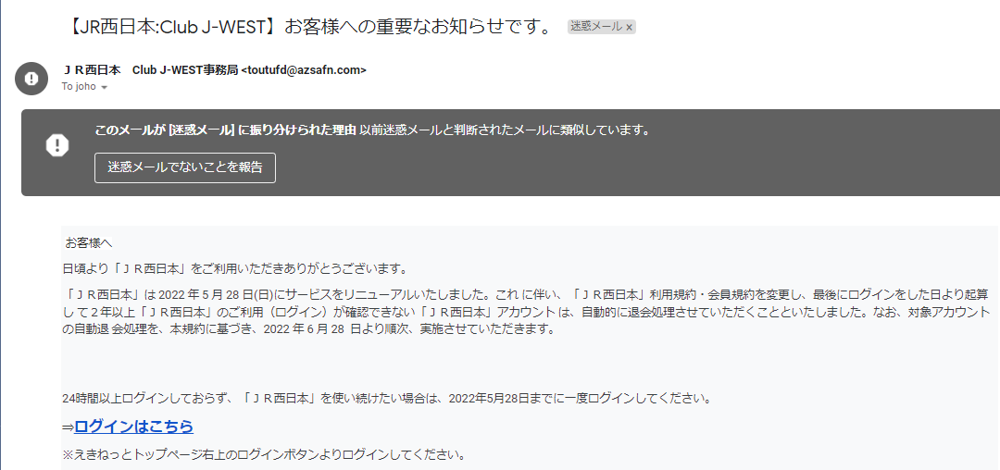 【JR西日本:Club J-WEST】お客様への重要なお知らせです。 迷惑メール ×
ＪＲ西日本　Club J-WEST事務局 <toutufd@azsafn.com>
To joho
このメールが [迷惑メール] に振り分けられた理由 以前迷惑メールと判断されたメールに類似しています。
迷惑メールでないことを報告
お客様へ
日頃より「ＪＲ西日本」をご利用いただきありがとうございます。
「ＪＲ西日本」は 2022 年 5 月 28 日(日)にサービスをリニューアルいたしました。これ に伴い、「ＪＲ西日本」利用規約・会員規約を変更し、最後にログインをした日より起算
し て２年以上「ＪＲ西日本」のご利用（ログイン）が確認できない「ＪＲ西日本」アカウント は、自動的に退会処理させていただくことといたしました。なお、対象アカウント
の自動退 会処理を、本規約に基づき、2022 年 6 月 28 日より順次、実施させていただきます。
24時間以上ログインしておらず、「ＪＲ西日本」を使い続けたい場合は、2022年5月28日までに一度ログインしてください。
⇒ログインはこちら
※えきねっとトップページ右上のログインボタンよりログインしてください。